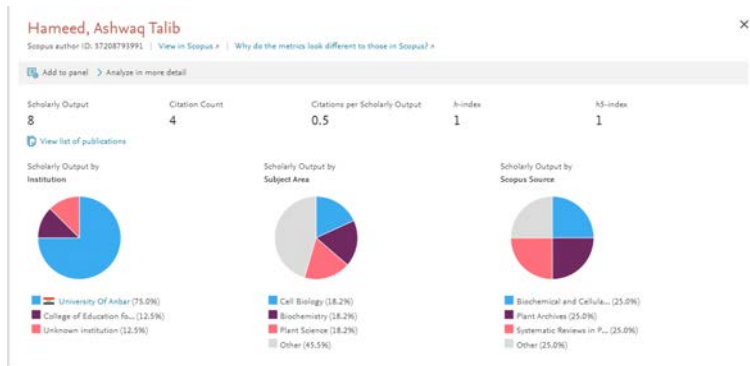 Hameed, Ashwaq Talib
Scopus author ID: 57208793991 | View in Scopus ↗ | Why do the metrics look different to those in Scopus? ↗
Add to panel > Analyze in more detail
Scholarly Output Citation Count Citations per Scholarly Output h-index h5-index
8 4 0.5 1 1
View list of publications
Scholarly Output by Scholarly Output by Scholarly Output by
Institution Subject Area Scopus Source
University Of Anbar (75.0%) Cell Biology (18.2%) Biochemical and Cellula... (25.0%)
College of Education fo... (12.5%) Biochemistry (18.2%) Plant Archives (25.0%)
Unknown institution (12.5%) Plant Science (18.2%) Systematic Reviews in P... (25.0%)
Other (45.5%) Other (25.0%)